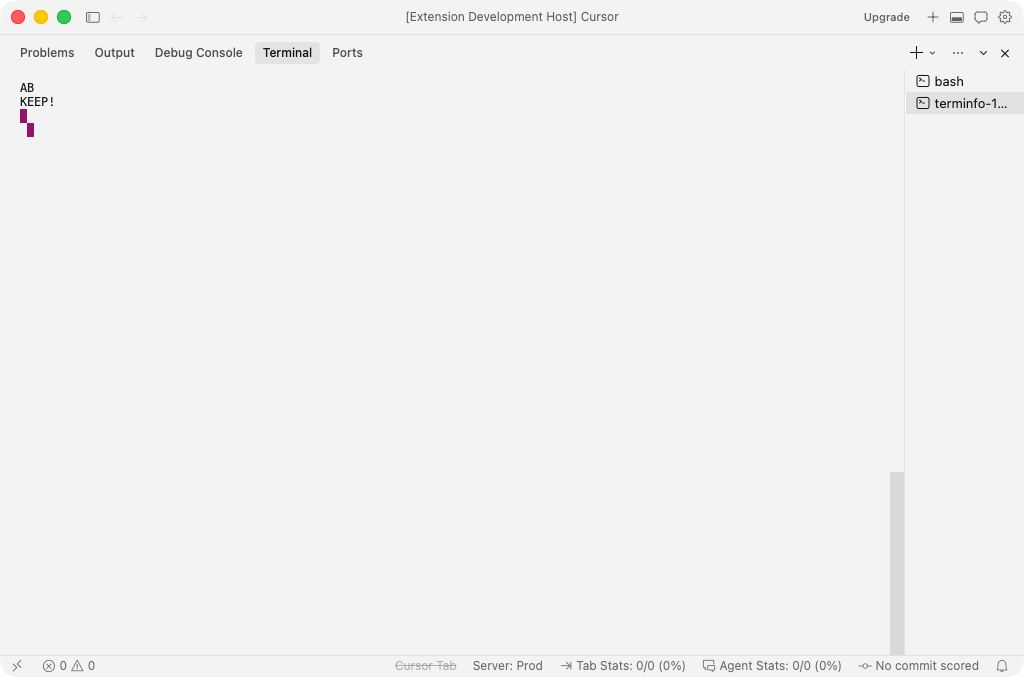 [Extension Development Host] Cursor
Upgrade
Problems Output Debug Console Terminal Ports
AB
KEEP!
bash
terminfo-1...
0 0 Cursor Tab Server: Prod Tab Stats: 0/0 (0%) Agent Stats: 0/0 (0%) No commit scored